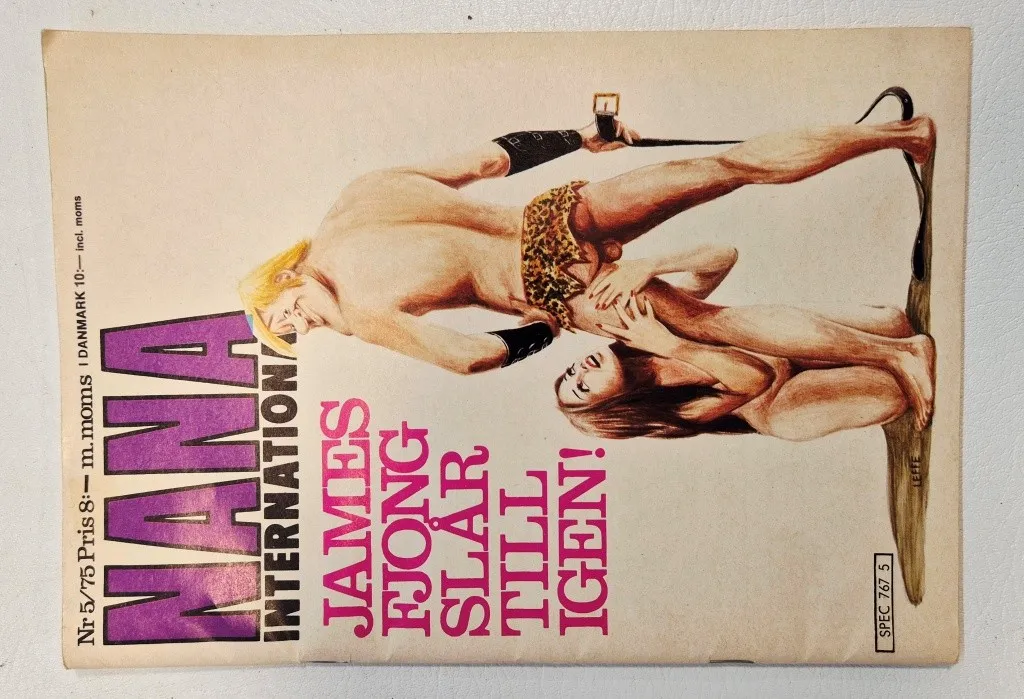 Nr 5/75 Pris 8:— m. moms I DANMARK 10:— incl. moms
NANA
INTERNATIONA
JAMES
FJONG
SLÅR
TILL
IGEN!
LEFFE
SPEC 767 5